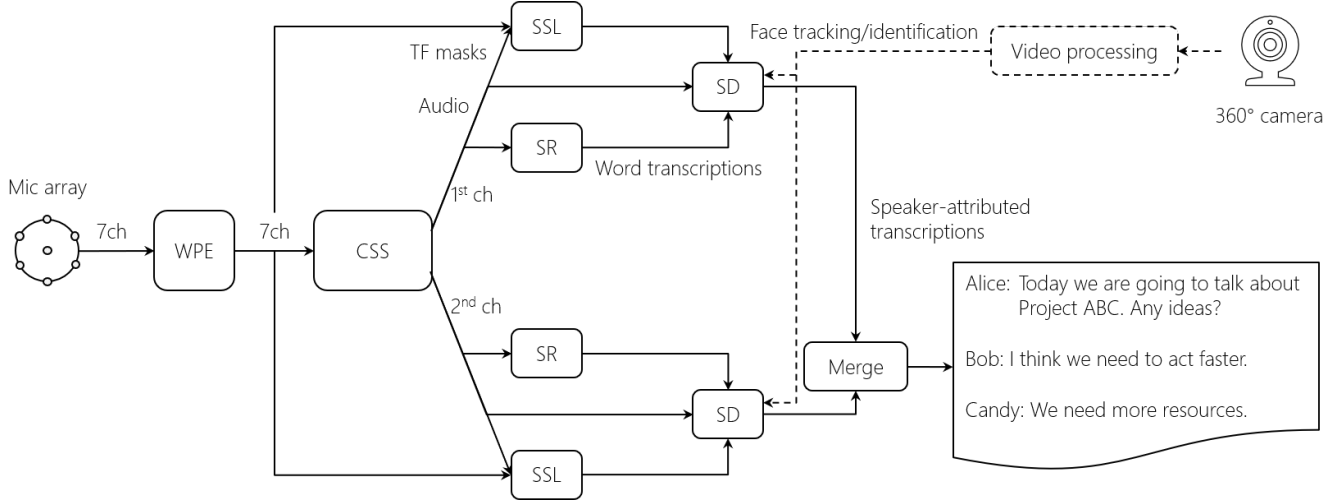 SSL
Face tracking/identification
Video processing
TF masks
SD
Audio
360° camera
SR
Word transcriptions
Mic array
1st ch
7ch
WPE
7ch
CSS
Speaker-attributed
transcriptions
2nd ch
Alice: Today we are going to talk about
Project ABC. Any ideas?
SR
Merge
Bob: I think we need to act faster.
SD
Candy: We need more resources.
SSL